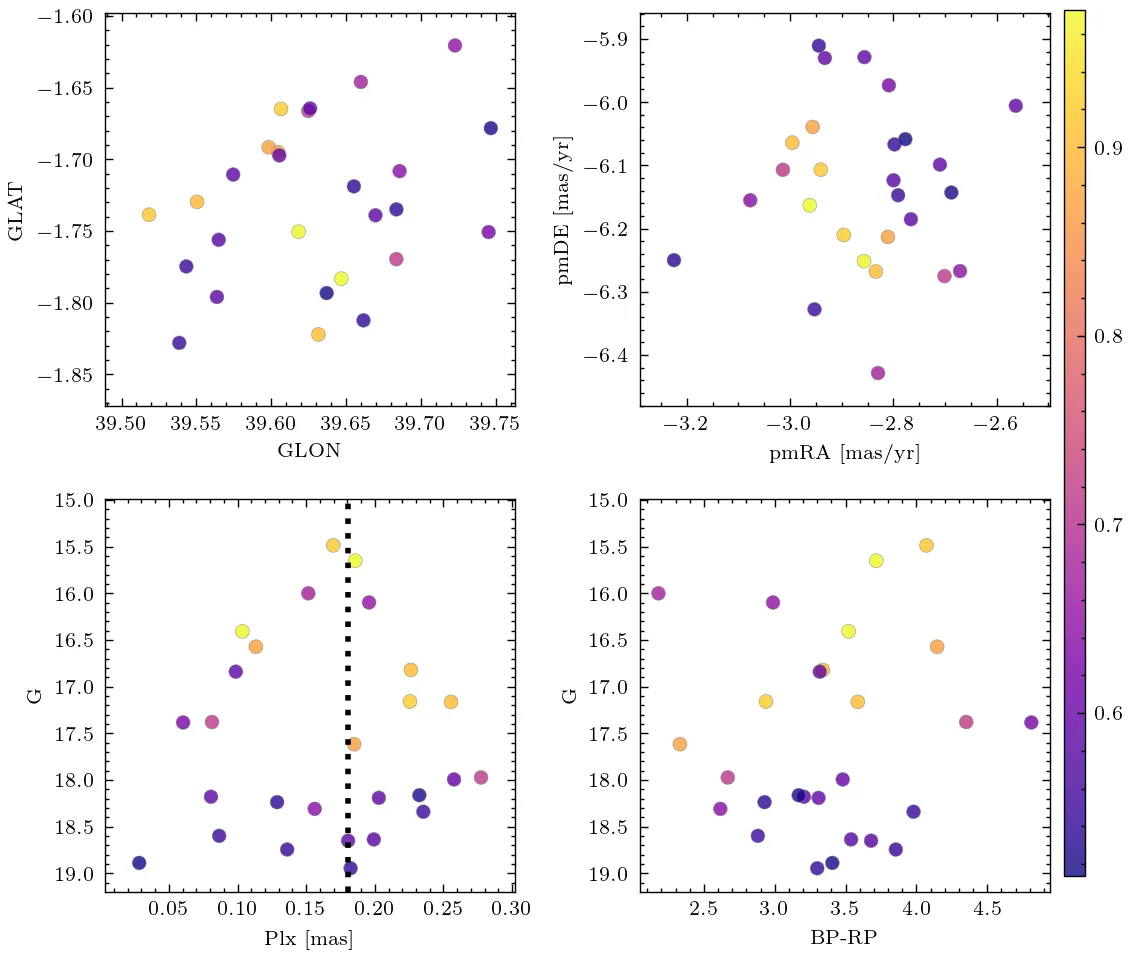 −1.60
−1.65
−1.70
−1.75
−1.80
−1.85
GLAT
39.50 39.55 39.60 39.65 39.70 39.75
GLON
−5.9
−6.0
−6.1
−6.2
−6.3
−6.4
pmDE [mas/yr]
−3.2 −3.0 −2.8 −2.6
pmRA [mas/yr]
0.9
0.8
0.7
0.6
15.0
15.5
16.0
16.5
17.0
17.5
18.0
18.5
19.0
G
0.05 0.10 0.15 0.20 0.25 0.30
Plx [mas]
15.0
15.5
16.0
16.5
17.0
17.5
18.0
18.5
19.0
G
2.5 3.0 3.5 4.0 4.5
BP-RP